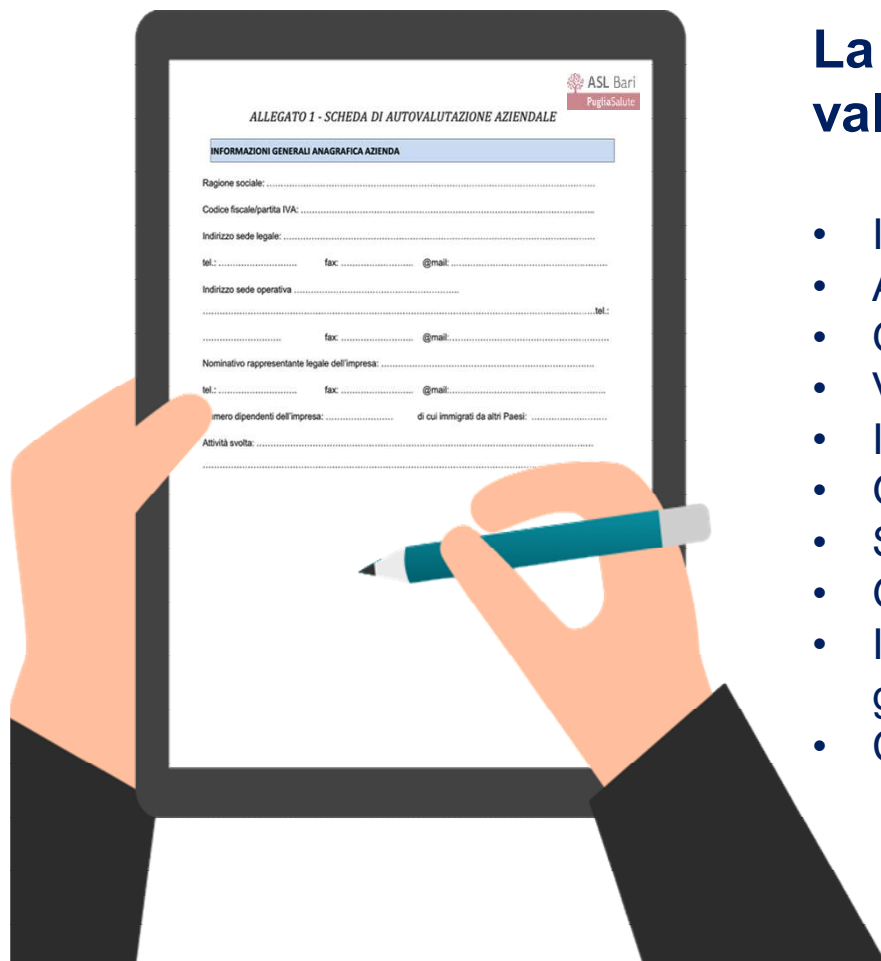 ASL Bari
PugliaSalute
ALLEGATO 1 - SCHEDA DI AUTOVALUTAZIONE AZIENDALE
INFORMAZIONI GENERALI ANAGRAFICA AZIENDA
Ragione sociale: ..........
Codice fiscale/partita IVA: ..........
Indirizzo sede legale: ..........
tel.: .......... fax: .......... @mail: ..........
Indirizzo sede operativa ..........
..........tel.:
.......... fax: .......... @mail:..........
Nominativo rappresentante legale dell'impresa: ..........
tel.: .......... fax: .......... @mail:..........
mero dipendenti dell'impresa: .......... di cui immigrati da altri Paesi: ..........
Attività svolta: ..........
..........
La
val
• I
• A
• C
• V
• I
• C
• S
• C
• I
g
• C